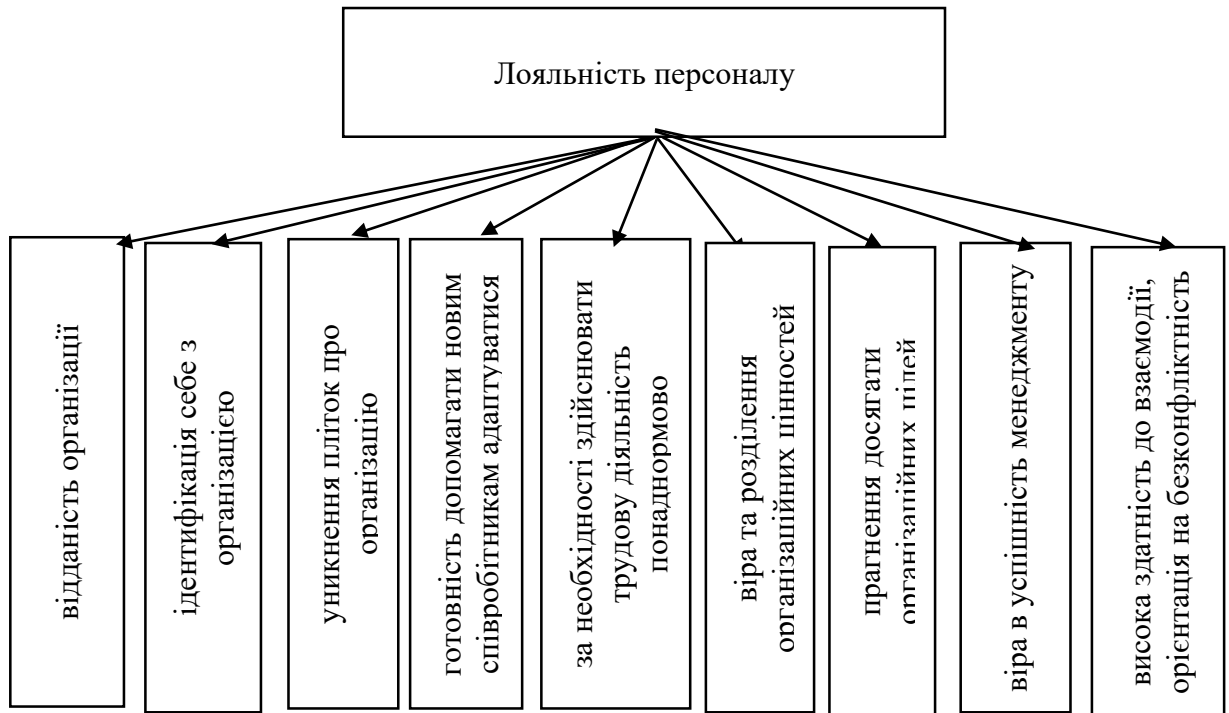 Лояльність персоналу
відданість організації
ідентифікація себе з
організацією
уникнення пліток про
організацію
готовність допомагати новим
співробітникам адаптуватися
за необхідності здійснювати
трудову діяльність
понаднормово
віра та розділення
організаційних цінностей
прагнення досягати
організаційних цілей
віра в успішність менеджменту
висока здатність до взаємодії,
орієнтація на безконфліктність